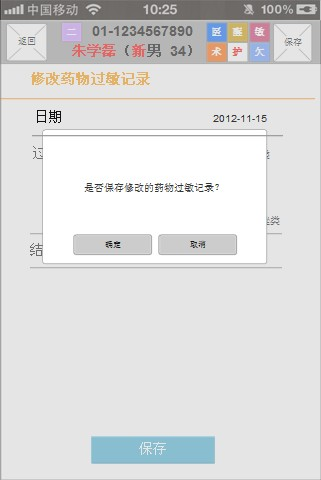 中国移动 10:25 100%
返回 二 01-1234567890 医 敏 保存
朱学磊（新男 34） 术 护 欠
修改药物过敏记录
日期 2012-11-15
过
是否保存修改的药物过敏记录？
类
确定 取消
结
保存